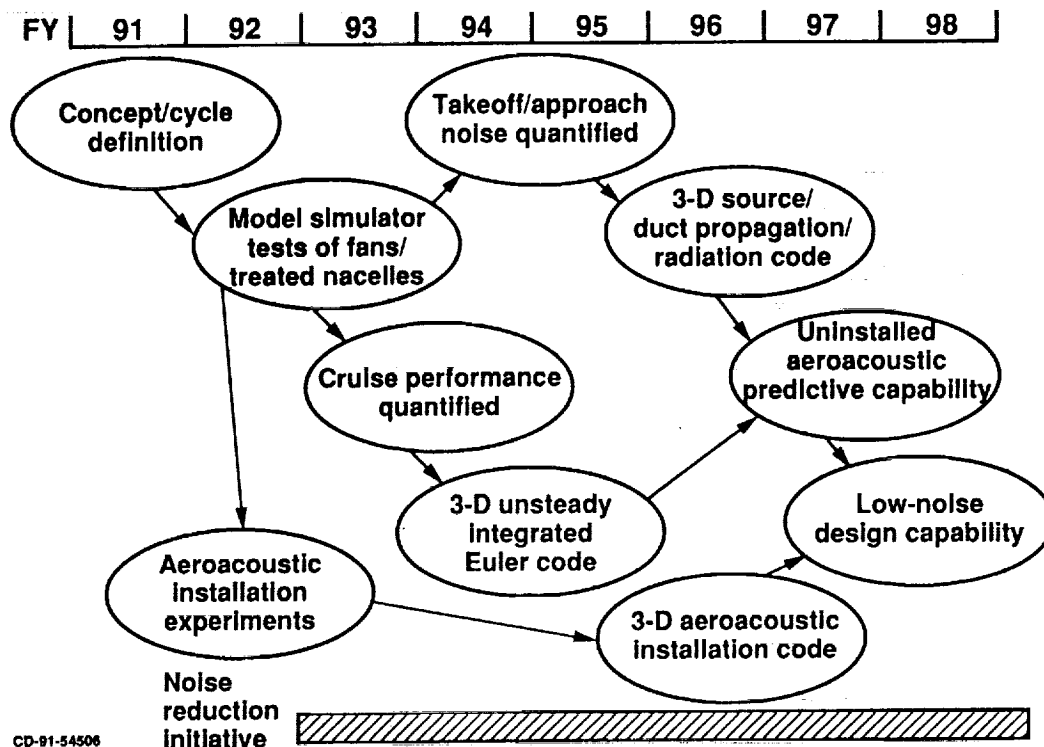 FY 91 92 93 94 95 96 97 98
Concept/cycle
definition
Takeoff/approach
noise quantified
Model simulator
tests of fans/
treated nacelles
3-D source/
duct propagation/
radiation code
Cruise performance
quantified
Uninstalled
aeroacoustic
predictive capability
3-D unsteady
integrated
Euler code
Low-noise
design capability
Aeroacoustic
installation
experiments
3-D aeroacoustic
installation code
Noise
reduction
initiative
CD-91-54506